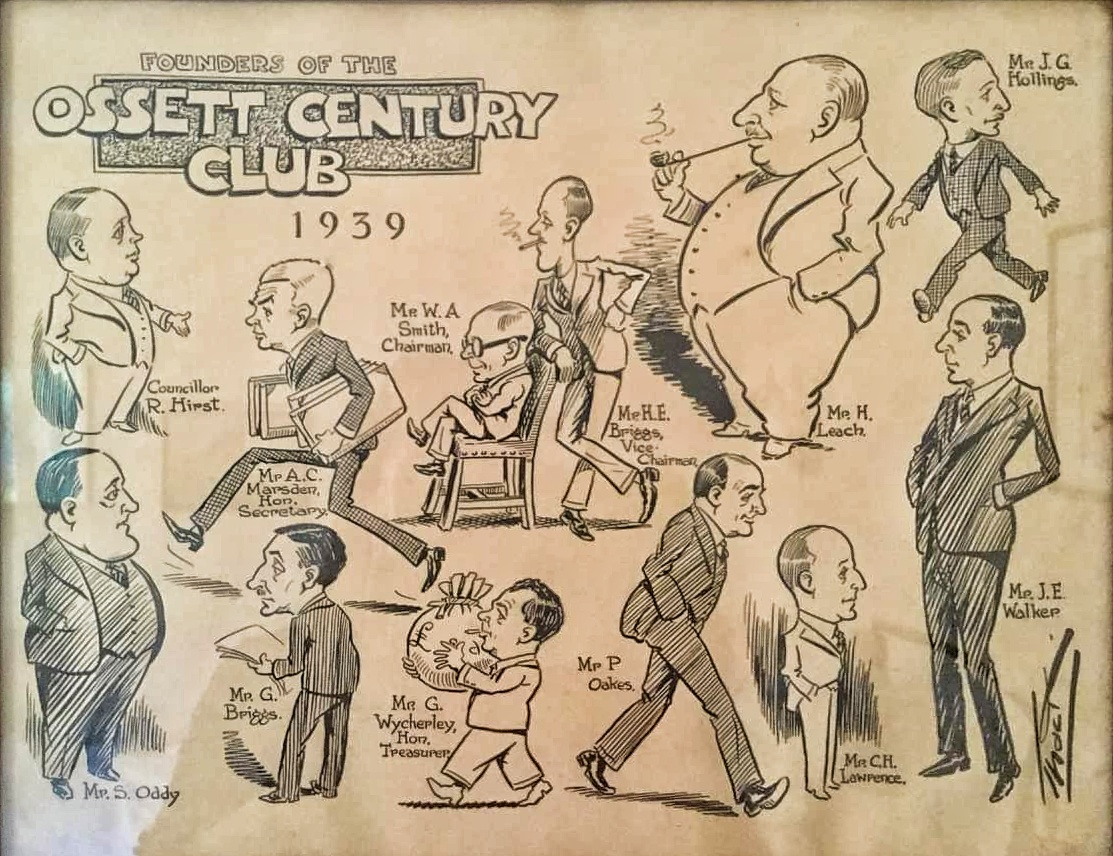 FOUNDERS OF THE
OSSETT CENTURY
CLUB
1939
Mr. J. G.
Hollings.
Councillor
R. Hirst.
Mr. W. A
Smith,
Chairman.
Mr. H. E.
Briggs,
Vice-
Chairman
Mr. H.
Leach.
Mr A. C.
Marsden,
Hon.
Secretary.
Mr. J. E.
Walker
Mr. S. Oddy
Mr. G.
Briggs.
Mr. G.
Wycherley,
Hon.
Treasurer
£
Mr P
Oakes.
Mr. C. H.
Lawrence.